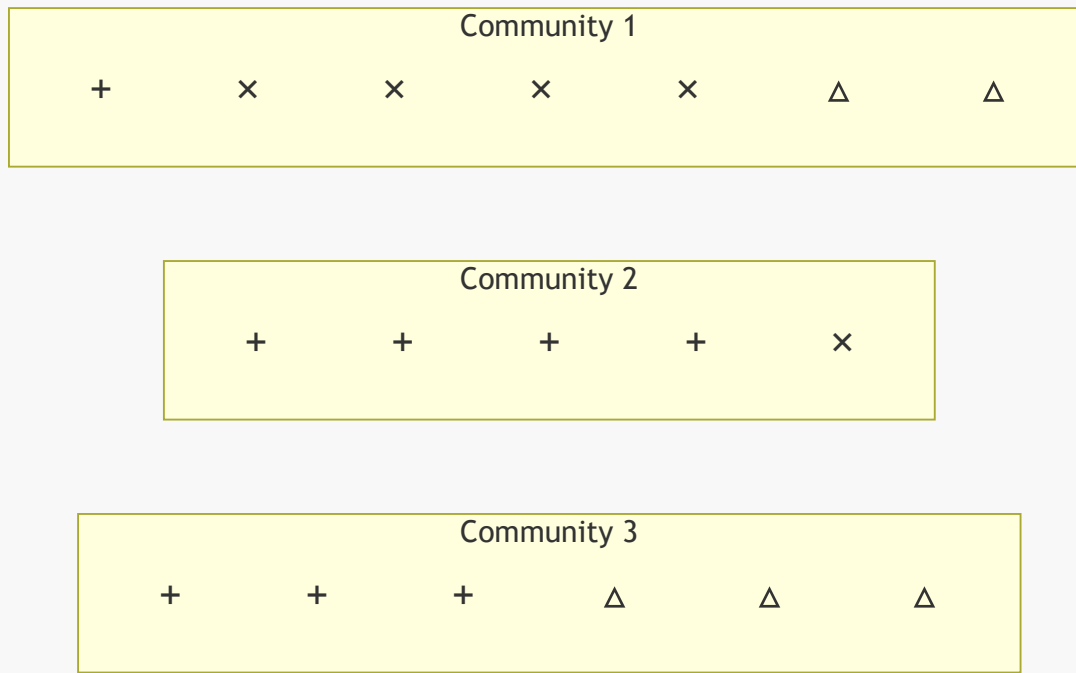 Community 1
+ × × × × △ △
Community 2
+ + + + ×
Community 3
+ + + △ △ △